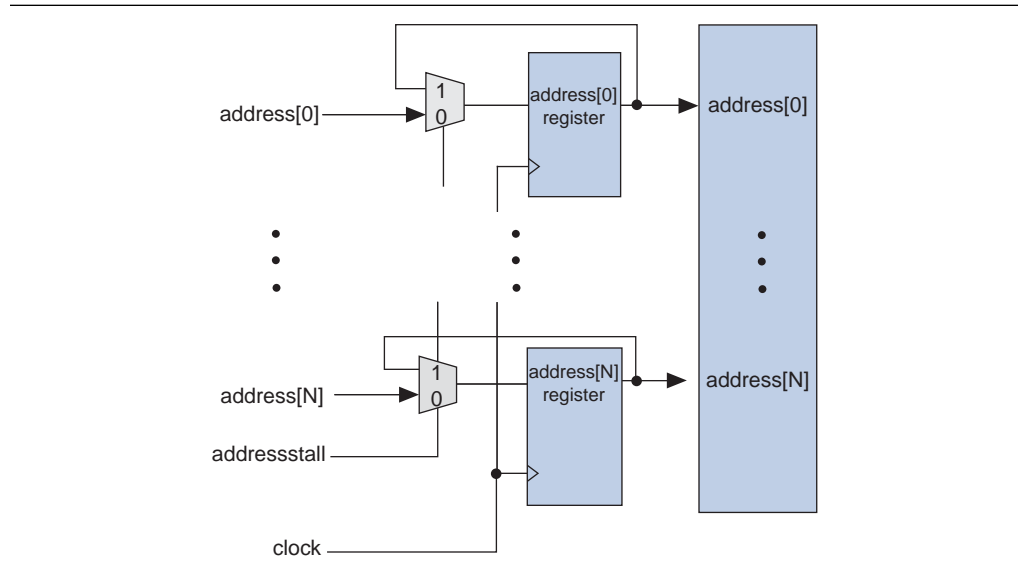 address[0]
1
0
address[0]
register
address[0]
address[N]
1
0
address[N]
register
address[N]
addressstall
clock